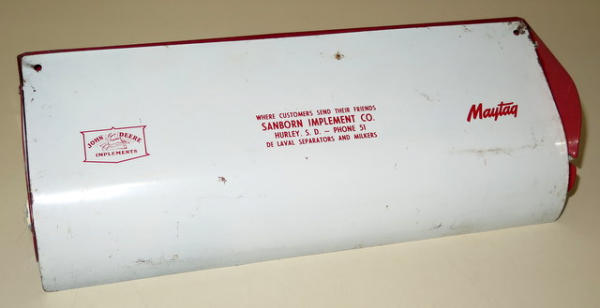 JOHN DEERE
IMPLEMENTS
WHERE CUSTOMERS SEND THEIR FRIENDS
SANBORN IMPLEMENT CO.
HURLEY, S. D. – PHONE 51
DE LAVAL SEPARATORS AND MILKERS
Maytag